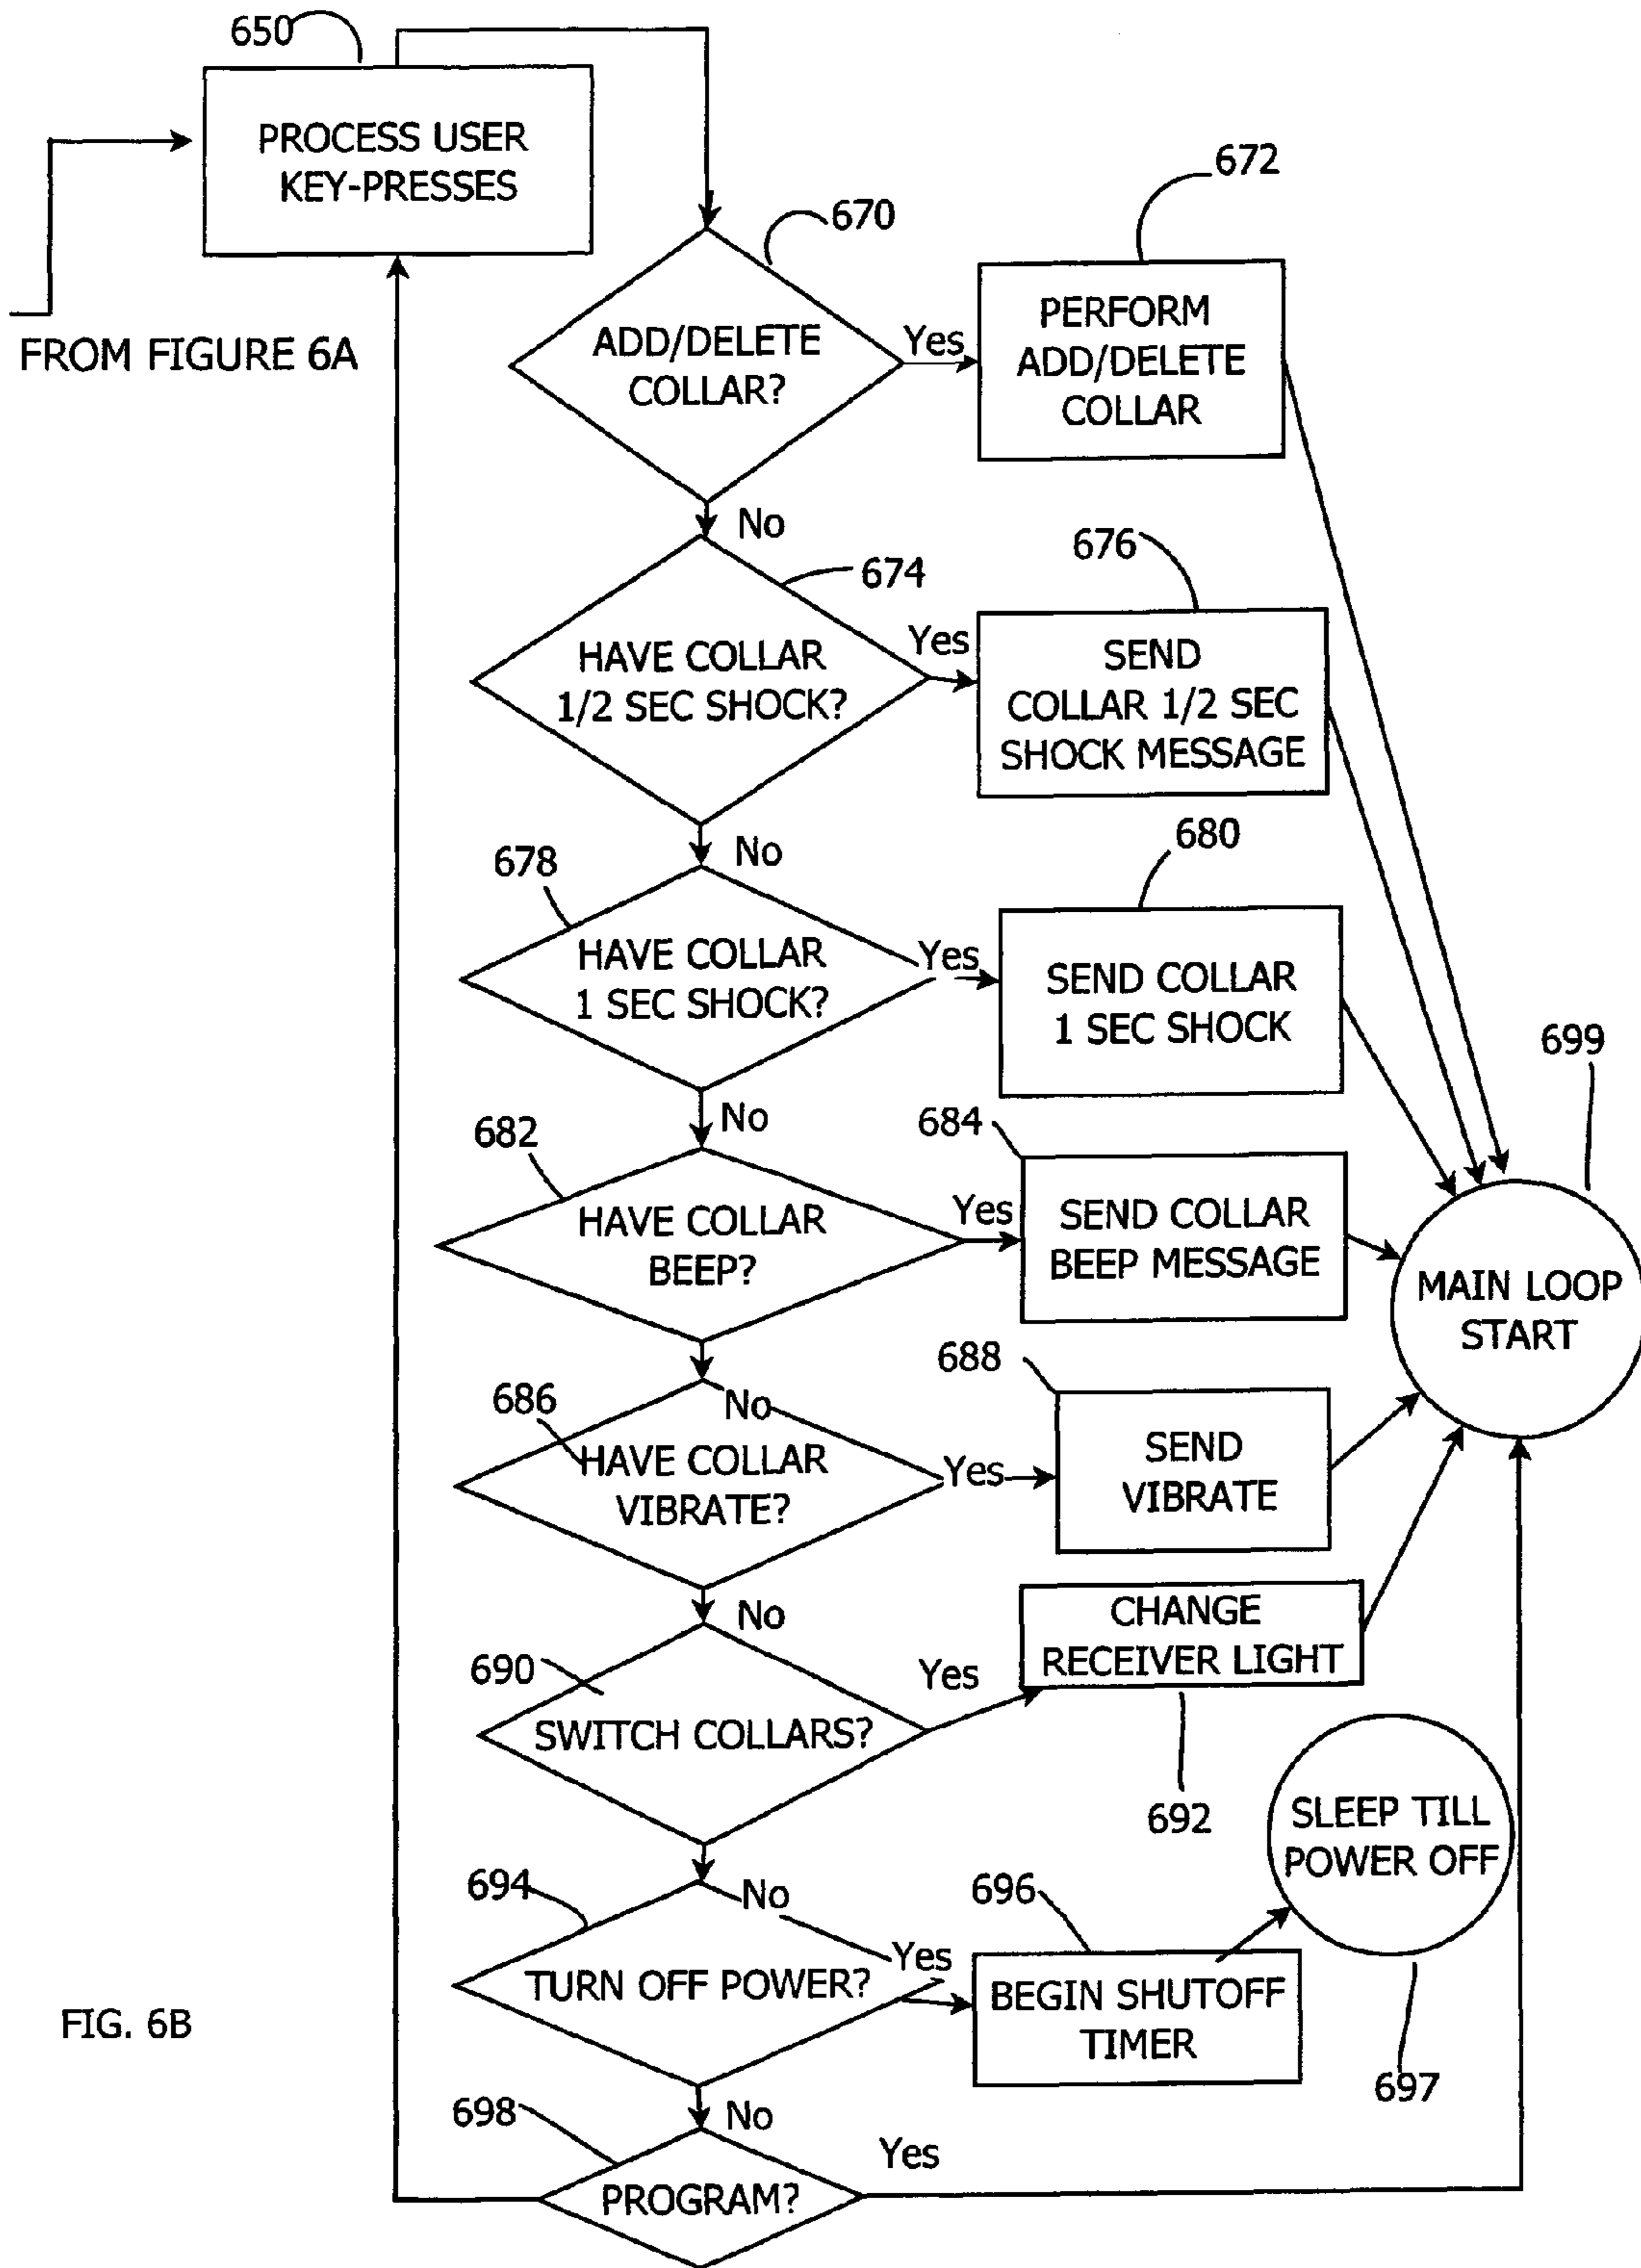 650
PROCESS USER
KEY-PRESSES
FROM FIGURE 6A
670
ADD/DELETE
COLLAR?
Yes
672
PERFORM
ADD/DELETE
COLLAR
No
674
HAVE COLLAR
1/2 SEC SHOCK?
Yes
676
SEND
COLLAR 1/2 SEC
SHOCK MESSAGE
No
678
HAVE COLLAR
1 SEC SHOCK?
Yes
680
SEND COLLAR
1 SEC SHOCK
699
MAIN LOOP
START
No
682
HAVE COLLAR
BEEP?
Yes
684
SEND COLLAR
BEEP MESSAGE
No
686
HAVE COLLAR
VIBRATE?
Yes
688
SEND
VIBRATE
No
690
SWITCH COLLARS?
Yes
CHANGE
RECEIVER LIGHT
692
SLEEP TILL
POWER OFF
697
No
694
TURN OFF POWER?
Yes
696
BEGIN SHUTOFF
TIMER
No
698
PROGRAM?
Yes
FIG. 6B